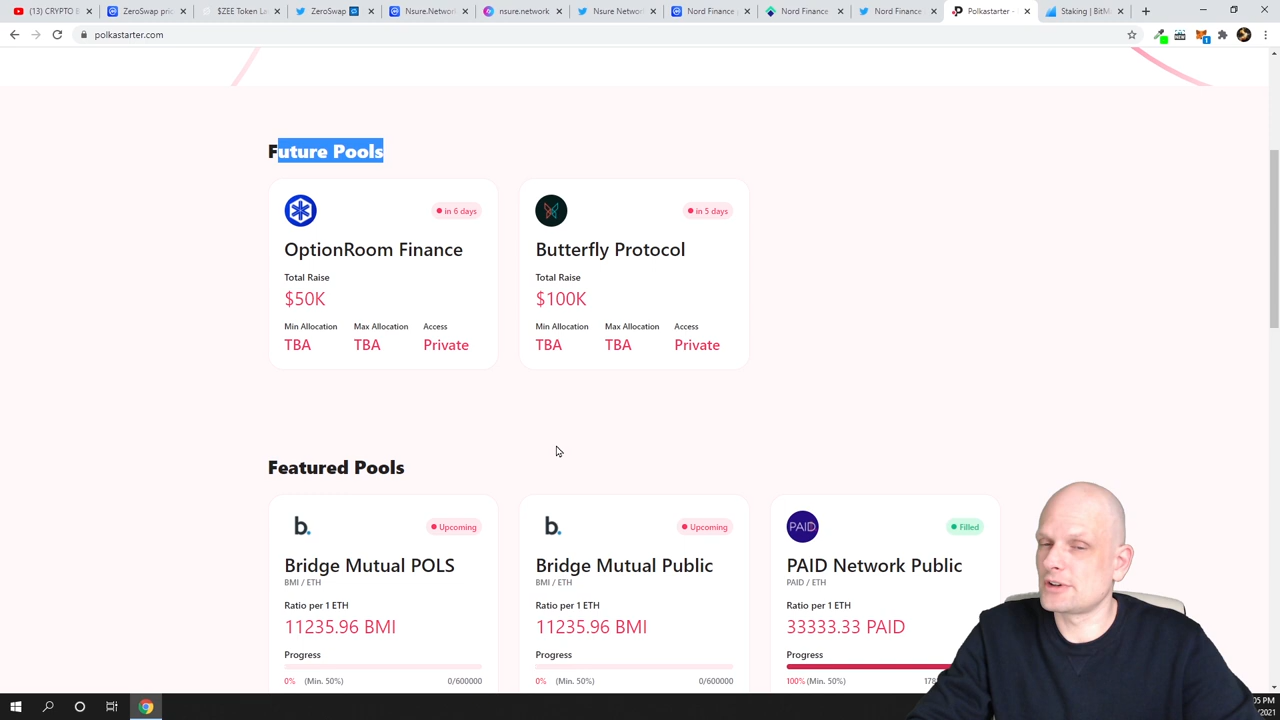 (13) CRYPTO B
ZeroSwap pric
$ZEE Token La
ZeroSwap
Nsure.Network
nsure.network
Nsure Networ
Nord Finance
Nord Finance
Nord Finance
Polkastarter -
Staking | BitM
polkastarter.com
Future Pools
in 6 days
OptionRoom Finance
Total Raise
$50K
Min Allocation Max Allocation Access
TBA TBA Private
in 5 days
Butterfly Protocol
Total Raise
$100K
Min Allocation Max Allocation Access
TBA TBA Private
Featured Pools
b.
Upcoming
Bridge Mutual POLS
BMI / ETH
Ratio per 1 ETH
11235.96 BMI
Progress
0% (Min. 50%) 0/600000
b.
Upcoming
Bridge Mutual Public
BMI / ETH
Ratio per 1 ETH
11235.96 BMI
Progress
0% (Min. 50%) 0/600000
PAID
Filled
PAID Network Public
PAID / ETH
Ratio per 1 ETH
33333.33 PAID
Progress
100% (Min. 50%) 178
:05 PM
/2021